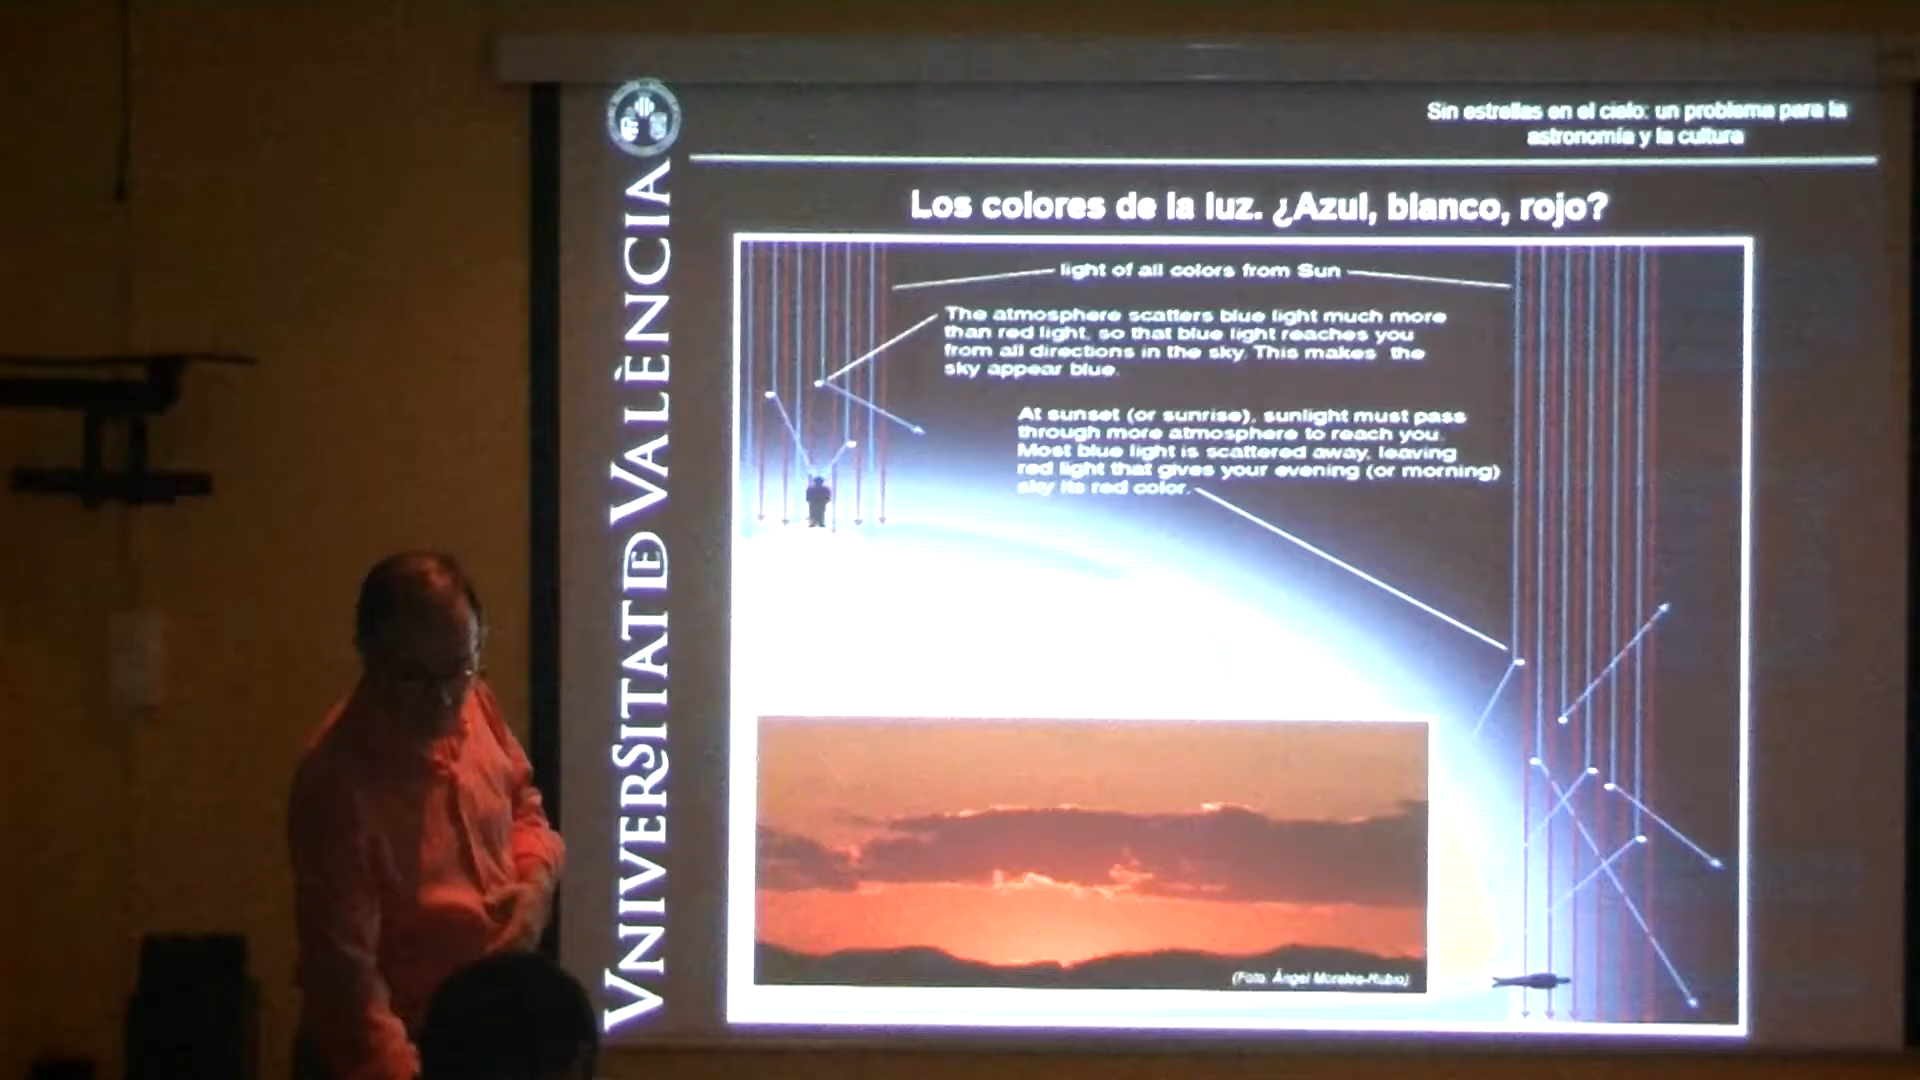 Sin estrellas en el cielo: un problema para la
astronomía y la cultura
VNIVERSITATDE VALÈNCIA
Los colores de la luz. ¿Azul, blanco, rojo?
light of all colors from Sun
The atmosphere scatters blue light much more
than red light, so that blue light reaches you
from all directions in the sky. This makes the
sky appear blue.
At sunset (or sunrise), sunlight must pass
through more atmosphere to reach you.
Most blue light is scattered away, leaving
red light that gives your evening (or morning)
sky its red color.
(Foto: Ángel Morales-Rubio)